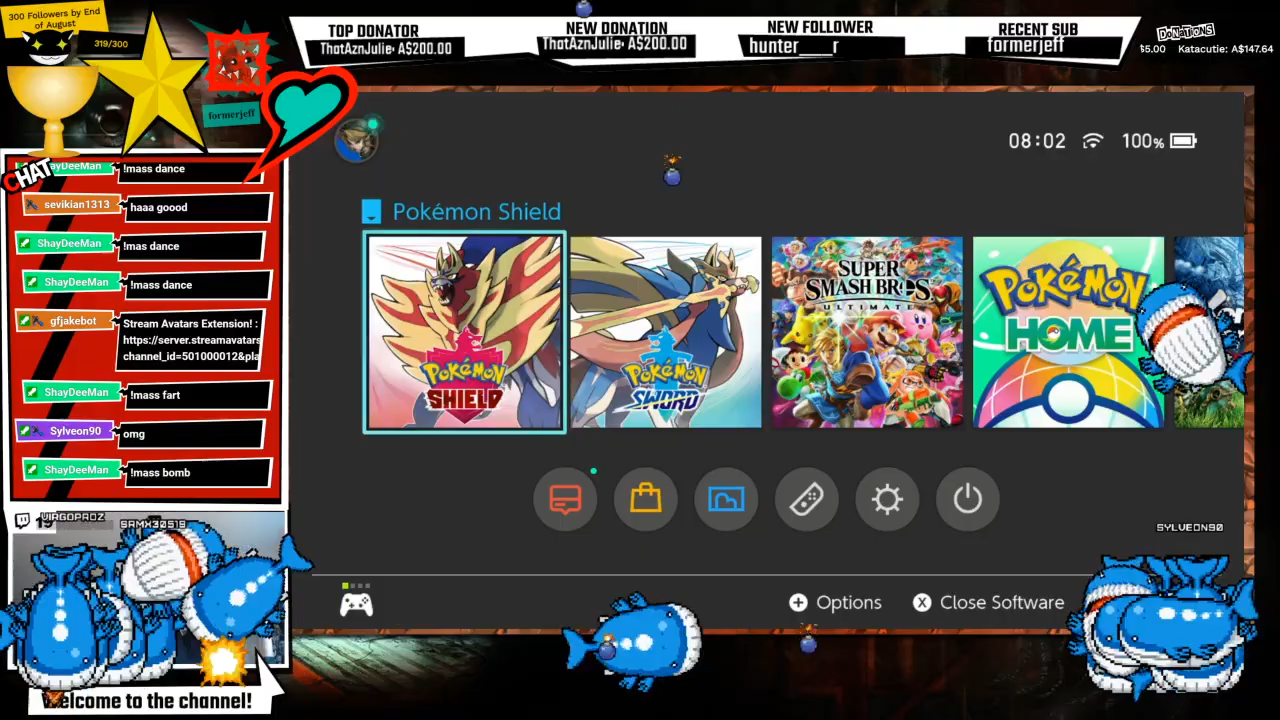 300 Followers by End
of August
319/300
formerjeff
TOP DONATOR
ThatAznJulie: A$200.00
NEW DONATION
ThatAznJulie: A$200.00
NEW FOLLOWER
hunter____r
RECENT SUB
formerjeff
DONATIONS
$5.00 Katacutie: A$147.64
CHAT
ShayDeeMan !mass dance
sevikian1313 haaa goood
ShayDeeMan !mas dance
ShayDeeMan !mass dance
gfjakebot Stream Avatars Extension! :
https://server.streamavatars
channel_id=501000012&pla
ShayDeeMan !mass fart
Sylveon90 omg
ShayDeeMan !mass bomb
08:02 100%
Pokémon Shield
POKÉMON
SHIELD
POKÉMON
SWORD
SUPER
SMASH BROS.
ULTIMATE
POKÉMON
HOME
SYLVEON90
VIRGOPROZ
Options
Close Software
Welcome to the channel!